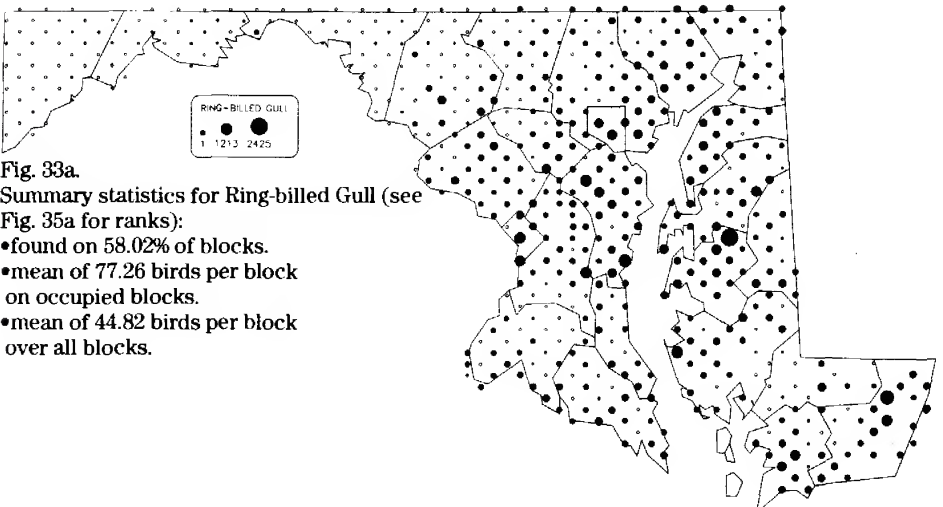 RING-BILLED GULL
1 1213 2425
Fig. 33a.
Summary statistics for Ring-billed Gull (see
Fig. 35a for ranks):
•found on 58.02% of blocks.
•mean of 77.26 birds per block
on occupied blocks.
•mean of 44.82 birds per block
over all blocks.